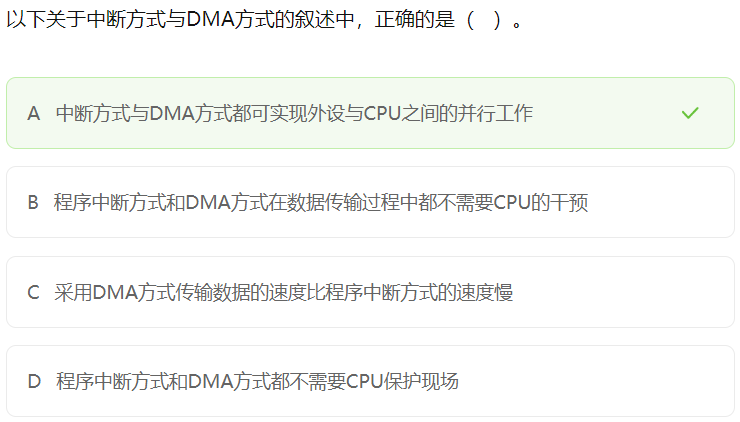 以下关于中断方式与DMA方式的叙述中，正确的是（   ）。
A 中断方式与DMA方式都可实现外设与CPU之间的并行工作
B 程序中断方式和DMA方式在数据传输过程中都不需要CPU的干预
C 采用DMA方式传输数据的速度比程序中断方式的速度慢
D 程序中断方式和DMA方式都不需要CPU保护现场